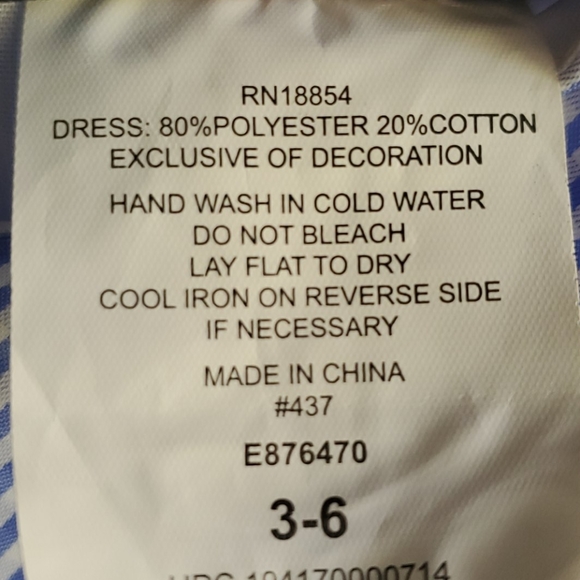 RN18854
DRESS: 80%POLYESTER 20%COTTON
EXCLUSIVE OF DECORATION
HAND WASH IN COLD WATER
DO NOT BLEACH
LAY FLAT TO DRY
COOL IRON ON REVERSE SIDE
IF NECESSARY
MADE IN CHINA
#437
E876470
3-6